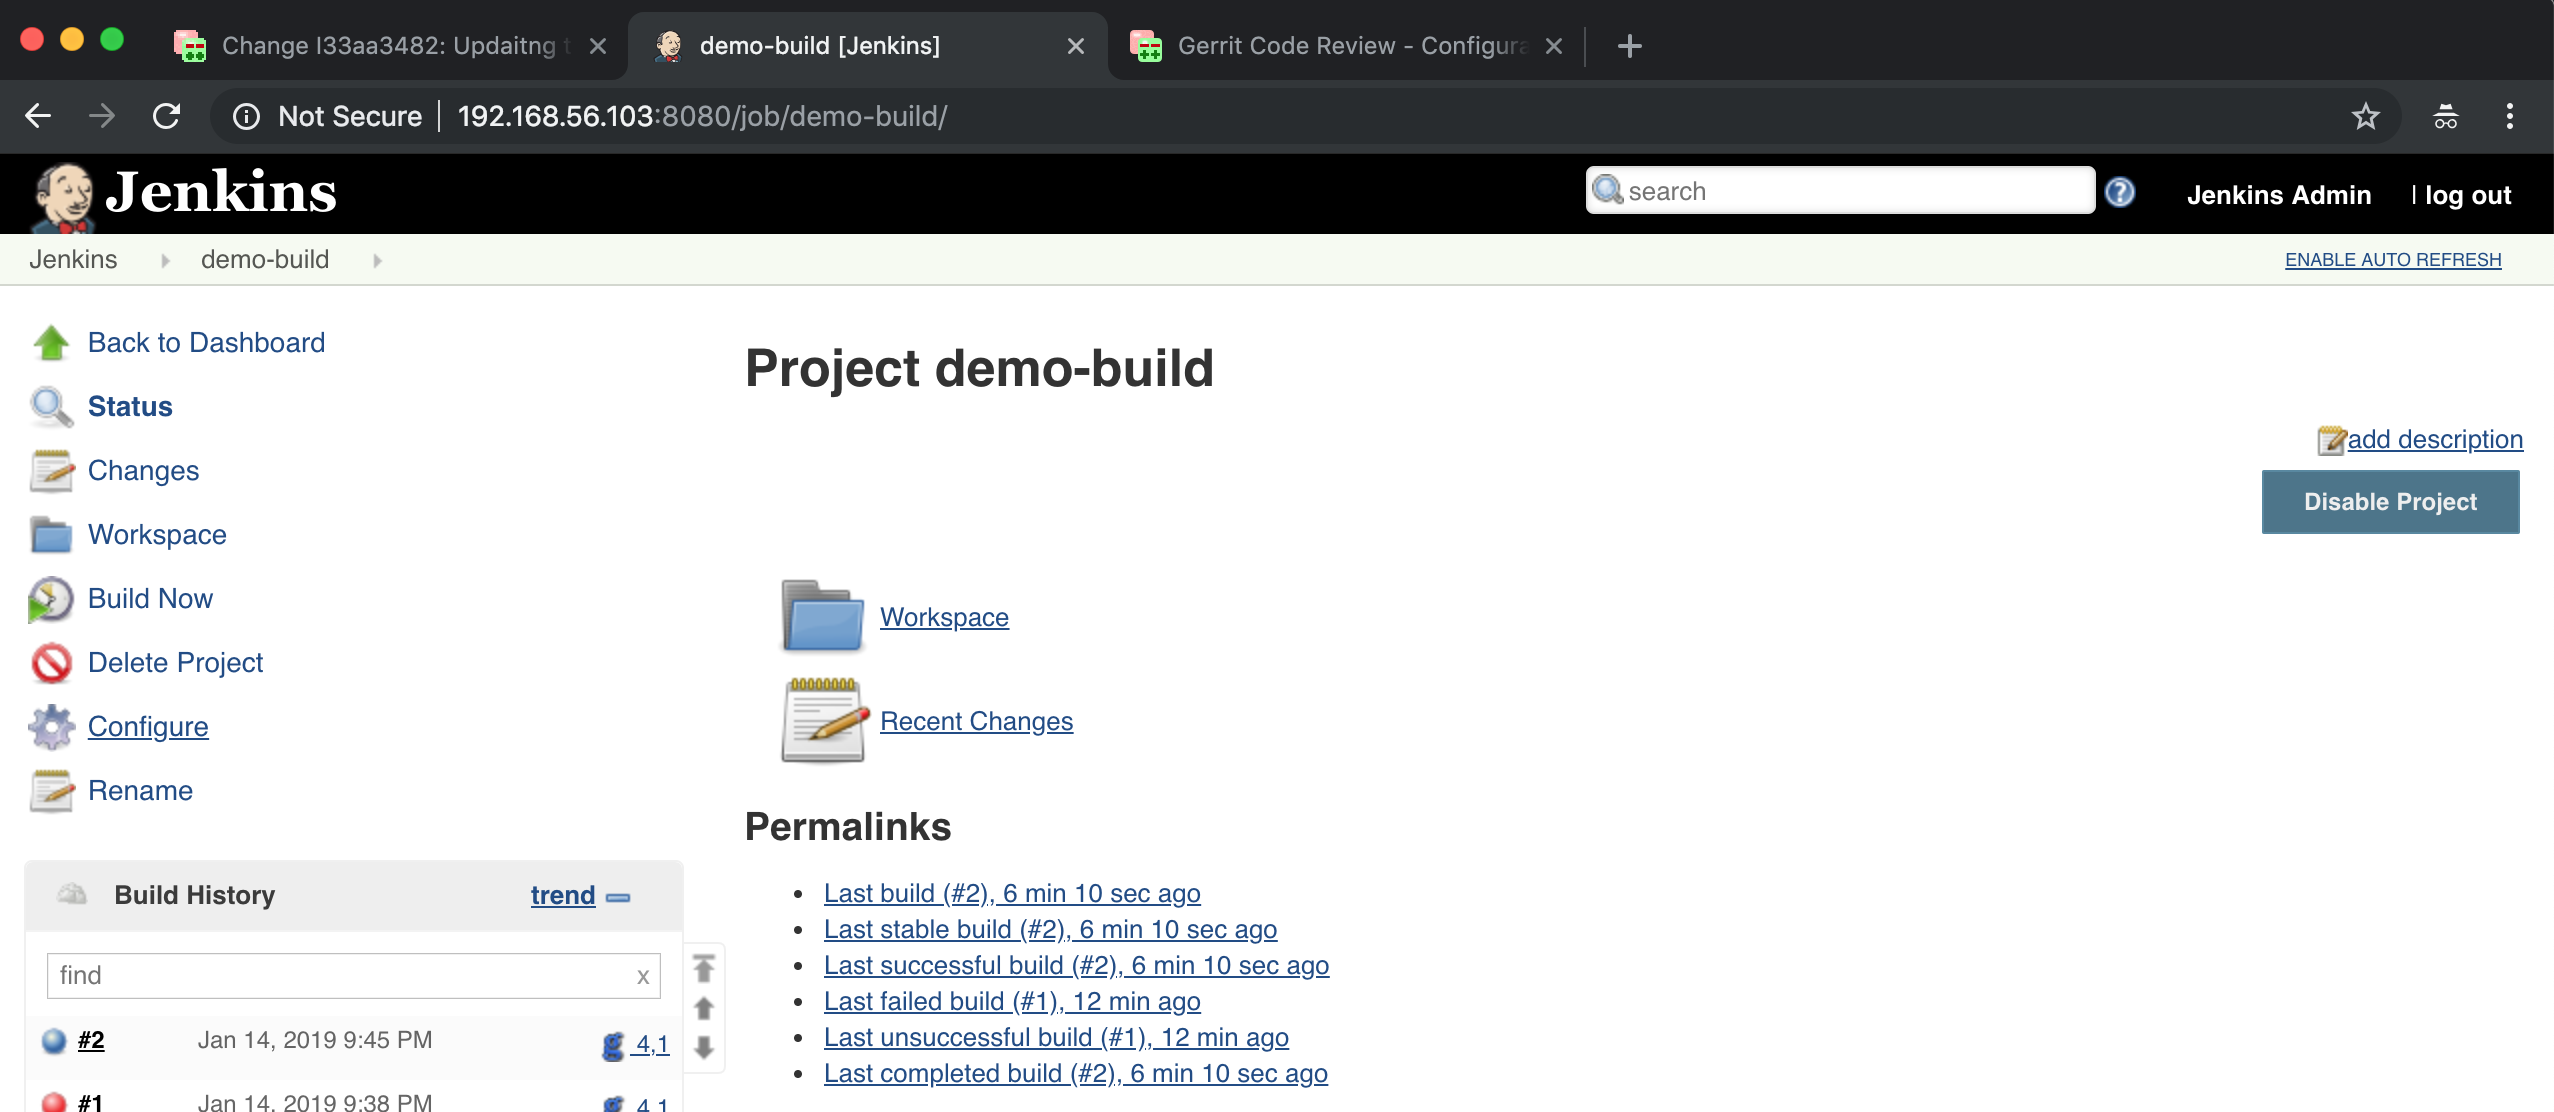 Change I33aa3482: Updaitng t
demo-build [Jenkins]
Gerrit Code Review - Configura
Not Secure
192.168.56.103:8080/job/demo-build/
Jenkins
search
Jenkins Admin
| log out
Jenkins
demo-build
ENABLE AUTO REFRESH
Back to Dashboard
Status
Changes
Workspace
Build Now
Delete Project
Configure
Rename
Project demo-build
add description
Disable Project
Workspace
Recent Changes
Permalinks
Last build (#2), 6 min 10 sec ago
Last stable build (#2), 6 min 10 sec ago
Last successful build (#2), 6 min 10 sec ago
Last failed build (#1), 12 min ago
Last unsuccessful build (#1), 12 min ago
Last completed build (#2), 6 min 10 sec ago
Build History
trend
find
x
#2 Jan 14, 2019 9:45 PM 4,1
#1 Jan 14, 2019 9:38 PM 4,1